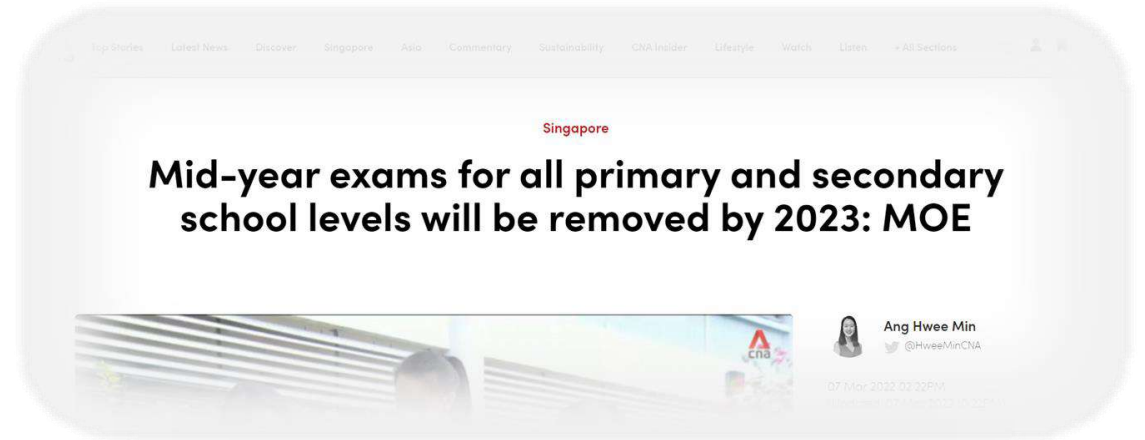 Top Stories Latest News Discover Singapore Asia Commentary Sustainability CNA Insider Lifestyle Watch Listen + All Sections
Singapore
Mid-year exams for all primary and secondary
school levels will be removed by 2023: MOE
cna
Ang Hwee Min
@HweeMinCNA
07 Mar 2022 02:22PM